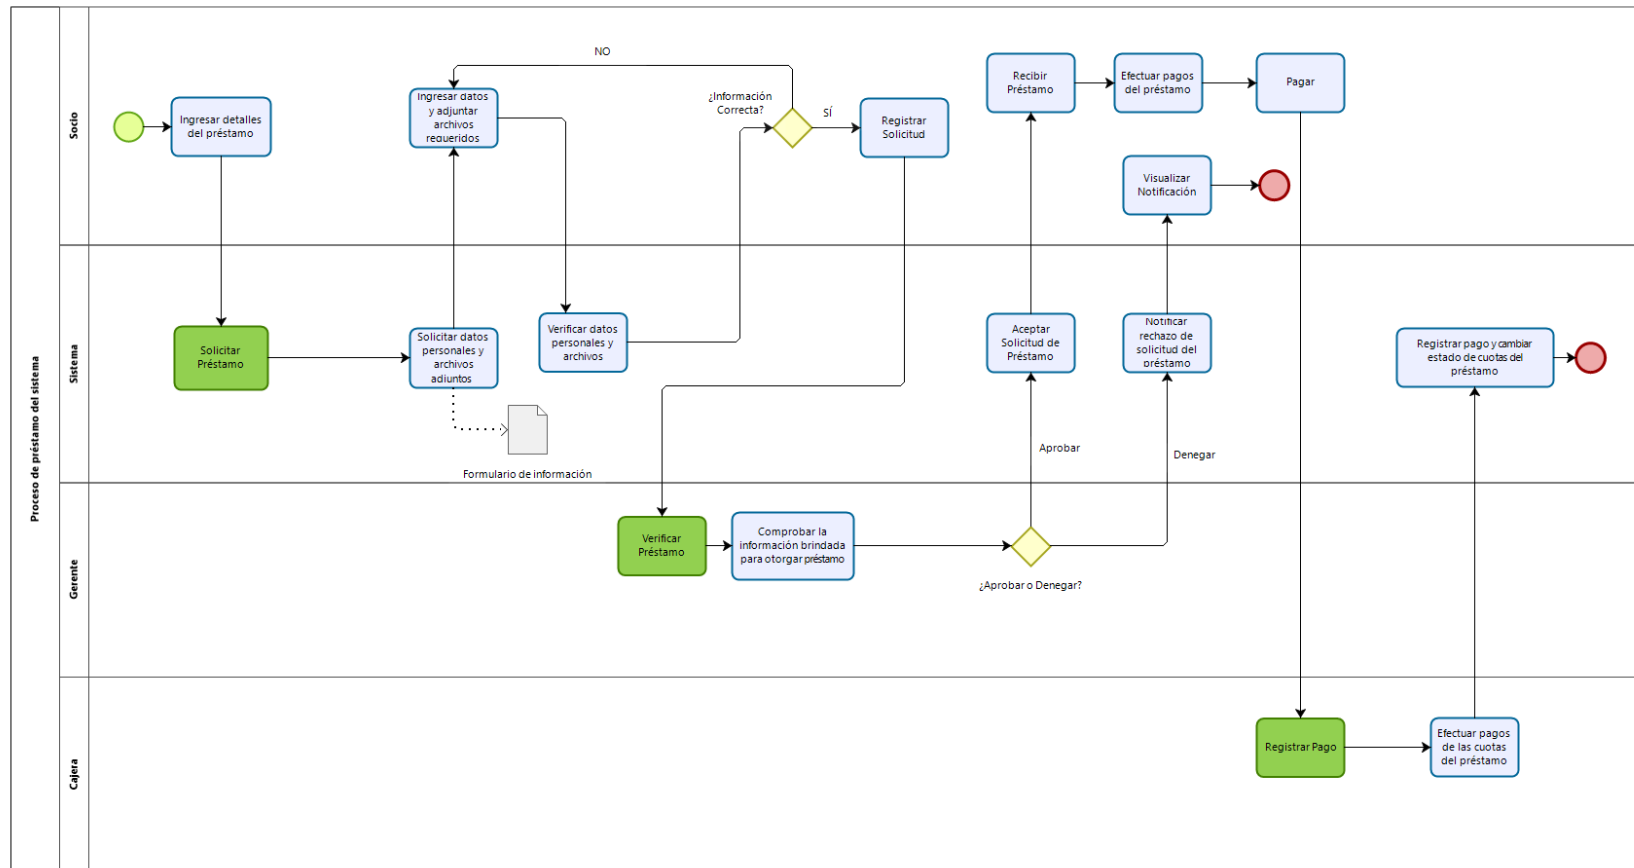 Proceso de préstamo del sistema
Socio
Ingresar detalles
del préstamo
Ingresar datos
y adjuntar
archivos
requeridos
NO
¿Información
Correcta?
SÍ
Registrar
Solicitud
Recibir
Préstamo
Efectuar pagos
del préstamo
Pagar
Visualizar
Notificación
Sistema
Solicitar
Préstamo
Solicitar datos
personales y
archivos
adjuntos
Formulario de información
Verificar datos
personales y
archivos
Aceptar
Solicitud de
Préstamo
Notificar
rechazo de
solicitud del
préstamo
Registrar pago y cambiar
estado de cuotas del
préstamo
Aprobar
Denegar
Gerente
Verificar
Préstamo
Comprobar la
información brindada
para otorgar préstamo
¿Aprobar o Denegar?
Cajera
Registrar Pago
Efectuar pagos
de las cuotas
del préstamo